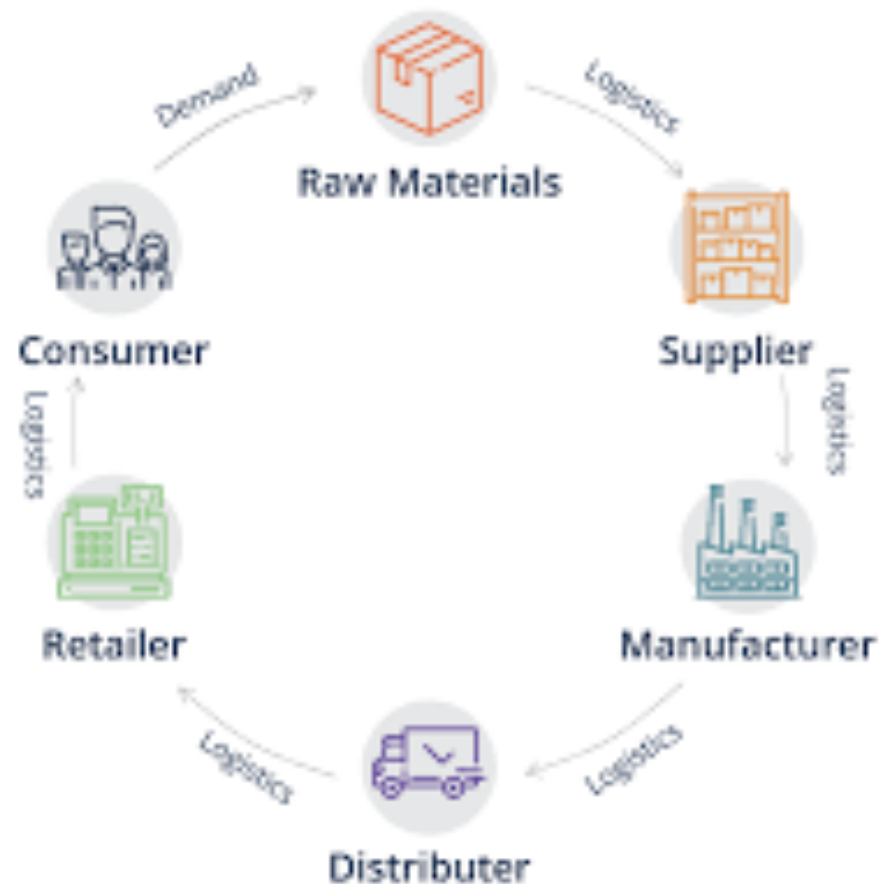 Raw Materials
Logistics
Supplier
Logistics
Manufacturer
Logistics
Distributer
Logistics
Retailer
Logistics
Consumer
Demand